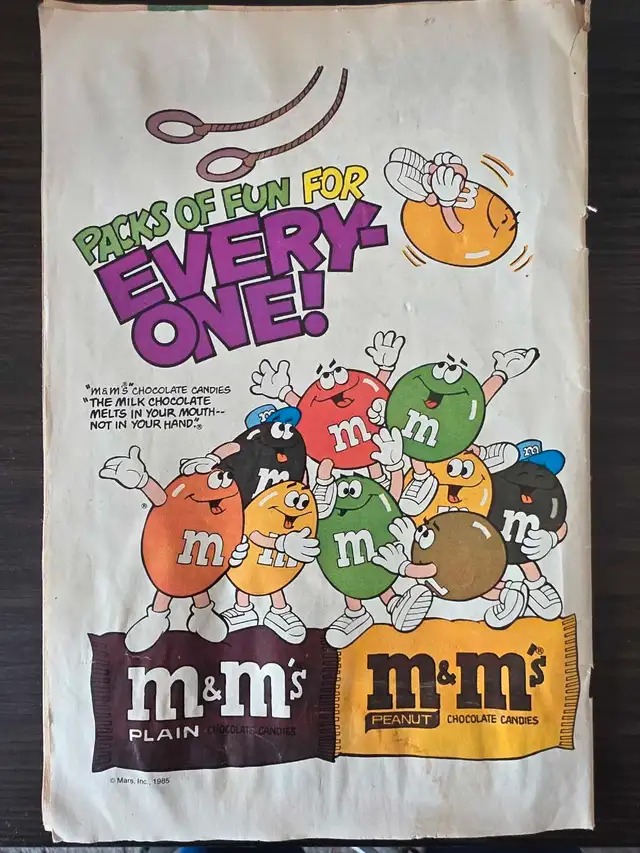 PACKS OF FUN FOR
EVERY-
ONE!
"m&m's"® CHOCOLATE CANDIES
"THE MILK CHOCOLATE
MELTS IN YOUR MOUTH--
NOT IN YOUR HAND."®
m
m
m
m
m
m
m
m
m
®
m&m's®
PLAIN CHOCOLATE CANDIES
m&m's®
PEANUT CHOCOLATE CANDIES
© Mars, Inc., 1985